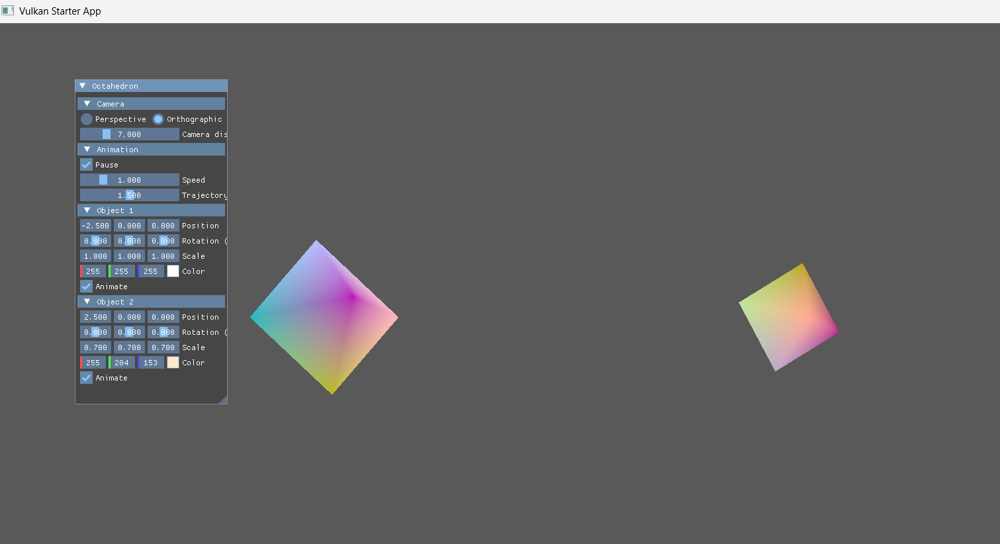 Vulkan Starter App
Octahedron
Camera
Perspective Orthographic
7.000 Camera dis
Animation
Pause
1.000 Speed
1.500 Trajectory
Object 1
-2.500 0.000 0.000 Position
0.000 0.000 0.000 Rotation (
1.000 1.000 1.000 Scale
255 255 255 Color
Animate
Object 2
2.500 0.000 0.000 Position
0.000 0.000 0.000 Rotation (
0.700 0.700 0.700 Scale
255 204 153 Color
Animate